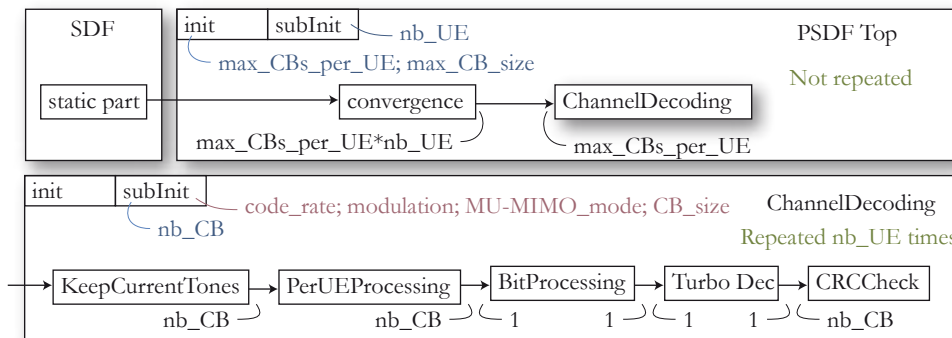 SDF
init
subInit
nb_UE
PSDF Top
max_CBs_per_UE; max_CB_size
Not repeated
static part
convergence
ChannelDecoding
max_CBs_per_UE*nb_UE
max_CBs_per_UE
init
subInit
code_rate; modulation; MU-MIMO_mode; CB_size
ChannelDecoding
nb_CB
Repeated nb_UE times
KeepCurrentTones
PerUEProcessing
BitProcessing
Turbo Dec
CRCCheck
nb_CB
nb_CB
1
1
1
1
nb_CB